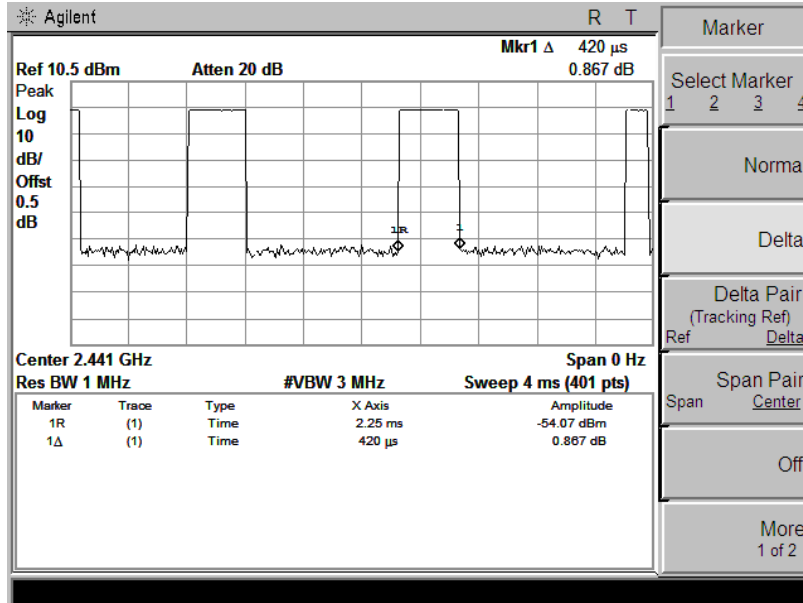 Agilent R T
Mkr1 Δ 420 µs
Ref 10.5 dBm Atten 20 dB 0.867 dB
Peak
Log
10
dB/
Offst
0.5
dB
1R 1
Center 2.441 GHz Span 0 Hz
Res BW 1 MHz #VBW 3 MHz Sweep 4 ms (401 pts)
Marker Trace Type X Axis Amplitude
1R (1) Time 2.25 ms -54.07 dBm
1Δ (1) Time 420 µs 0.867 dB
Marker
Select Marker
1 2 3 4
Norma
Delta
Delta Pair
(Tracking Ref)
Ref Delta
Span Pair
Span Center
Off
More
1 of 2